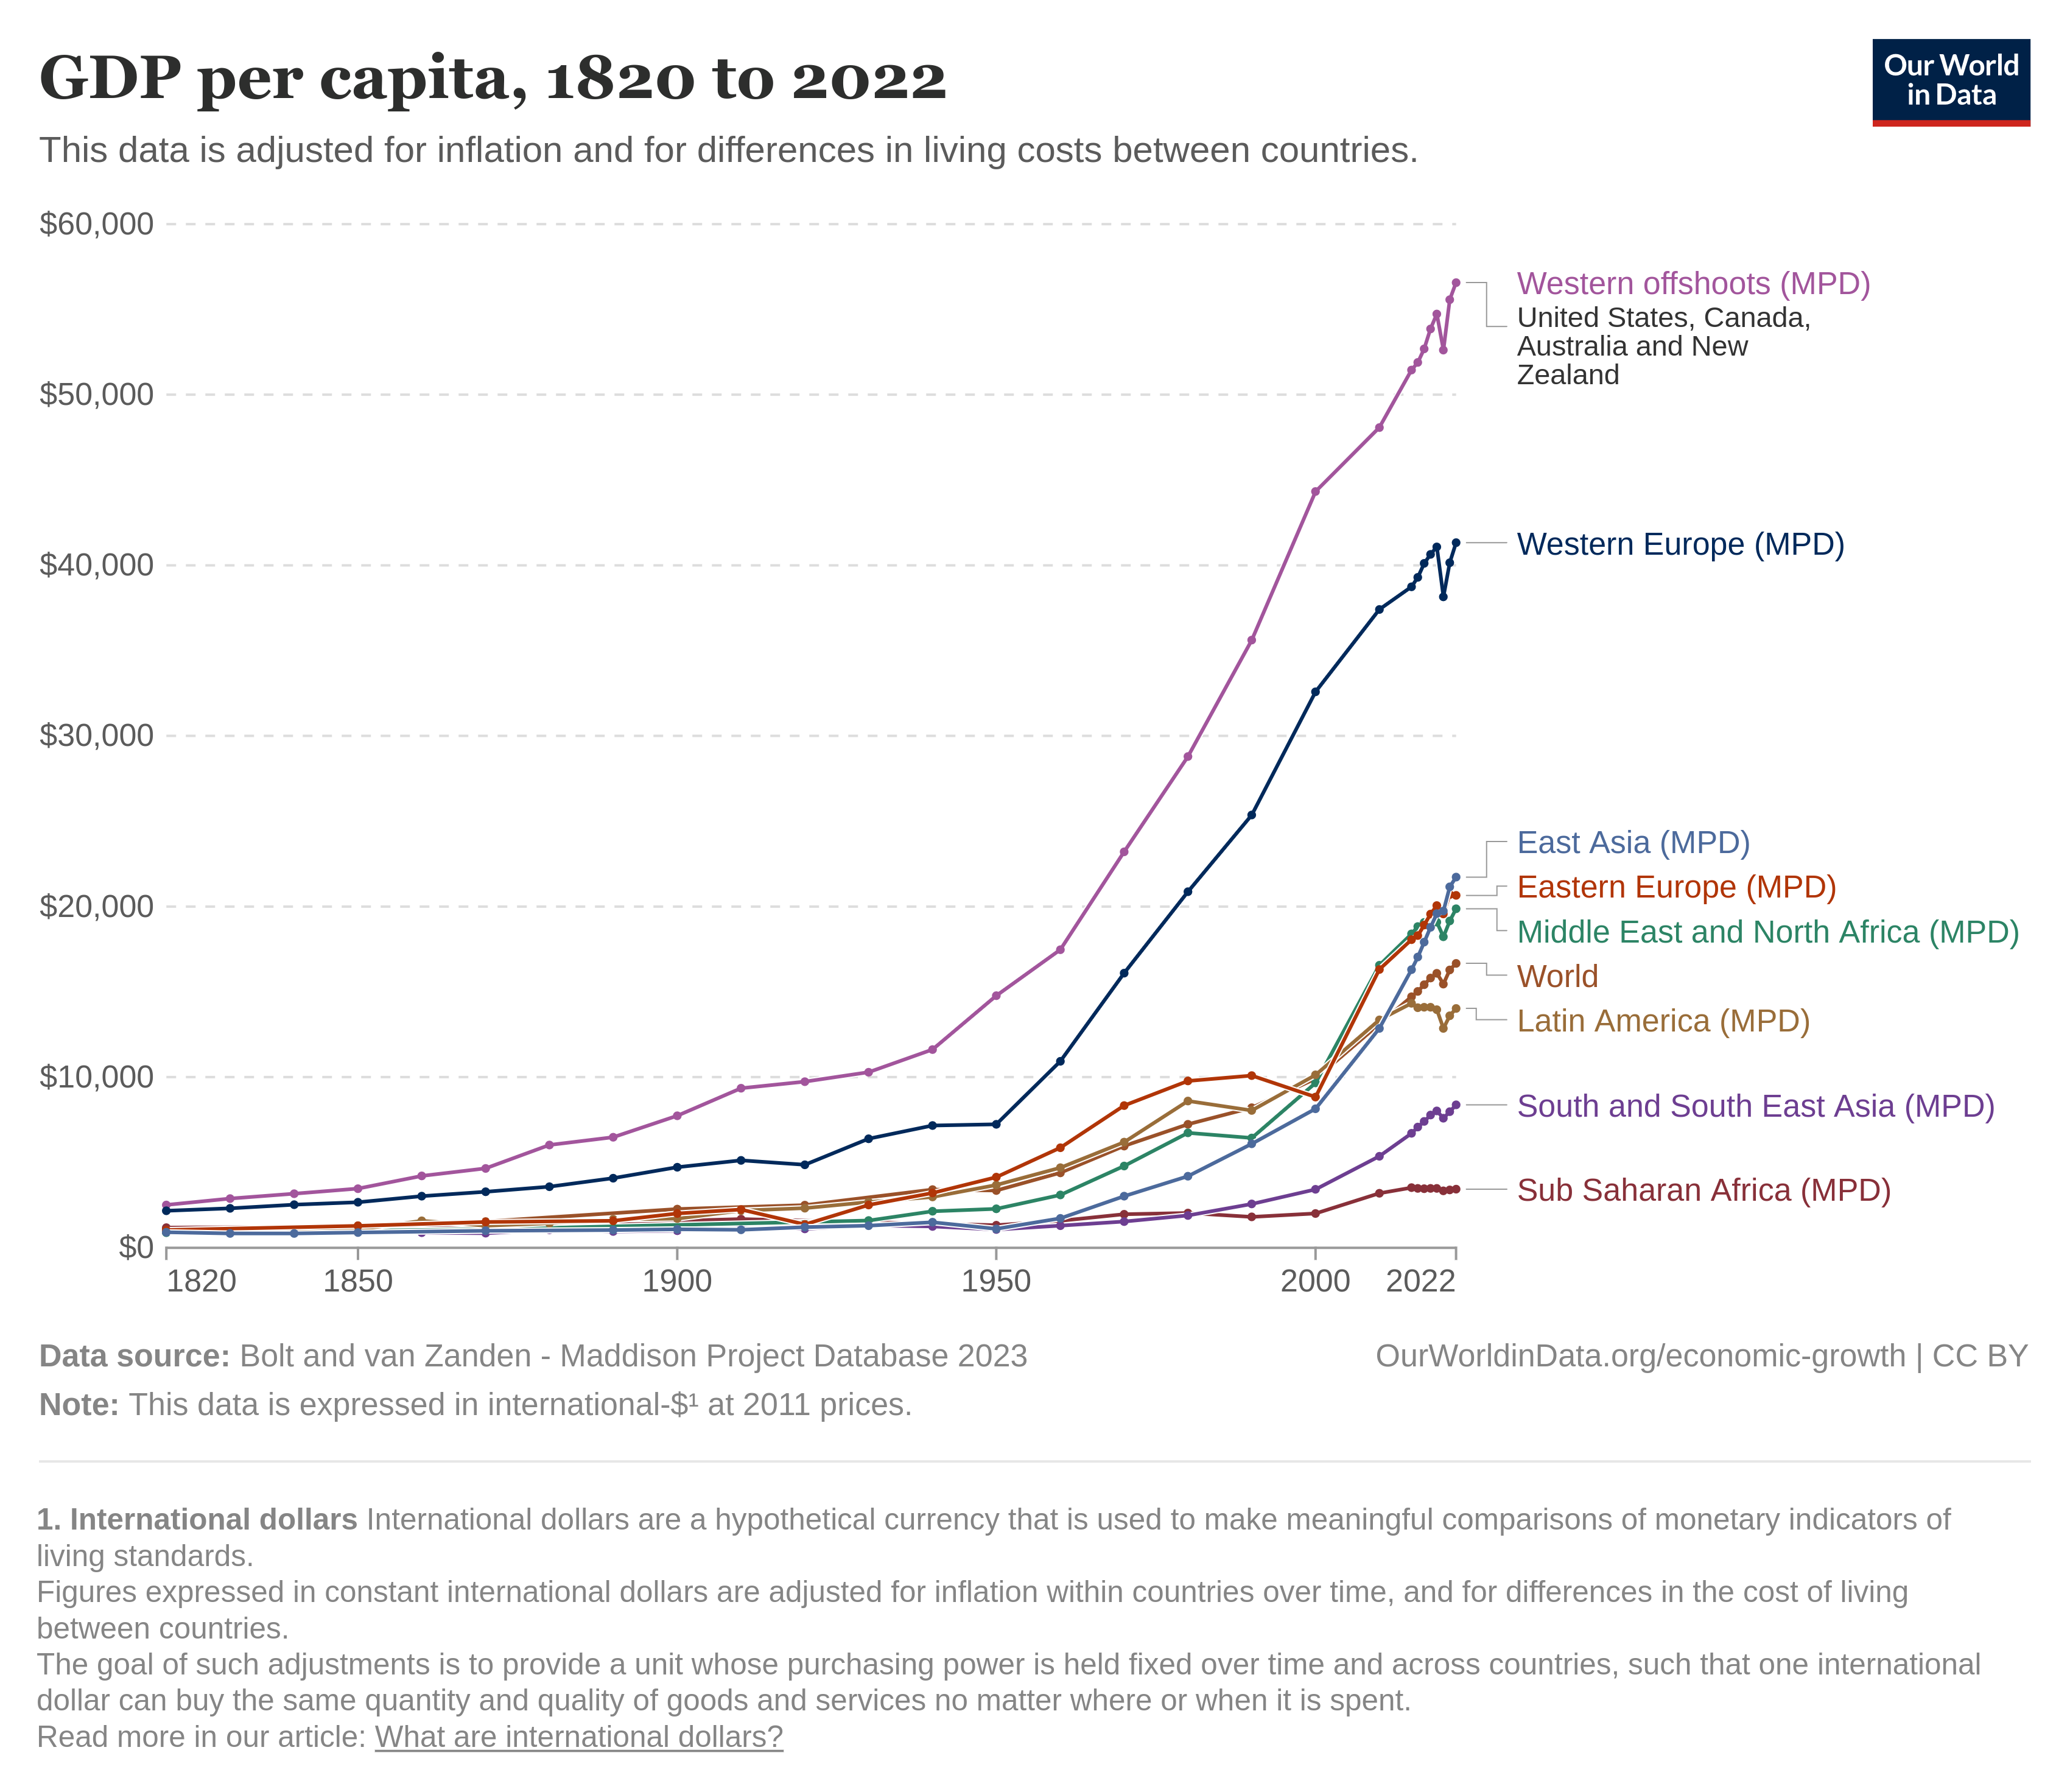 GDP per capita, 1820 to 2022
Our World
in Data
This data is adjusted for inflation and for differences in living costs between countries.
$60,000
$50,000
$40,000
$30,000
$20,000
$10,000
$0
Western offshoots (MPD)
United States, Canada,
Australia and New
Zealand
Western Europe (MPD)
East Asia (MPD)
Eastern Europe (MPD)
Middle East and North Africa (MPD)
World
Latin America (MPD)
South and South East Asia (MPD)
Sub Saharan Africa (MPD)
1820 1850 1900 1950 2000 2022
Data source: Bolt and van Zanden - Maddison Project Database 2023
OurWorldinData.org/economic-growth | CC BY
Note: This data is expressed in international-$¹ at 2011 prices.
1. International dollars International dollars are a hypothetical currency that is used to make meaningful comparisons of monetary indicators of
living standards.
Figures expressed in constant international dollars are adjusted for inflation within countries over time, and for differences in the cost of living
between countries.
The goal of such adjustments is to provide a unit whose purchasing power is held fixed over time and across countries, such that one international
dollar can buy the same quantity and quality of goods and services no matter where or when it is spent.
Read more in our article: What are international dollars?